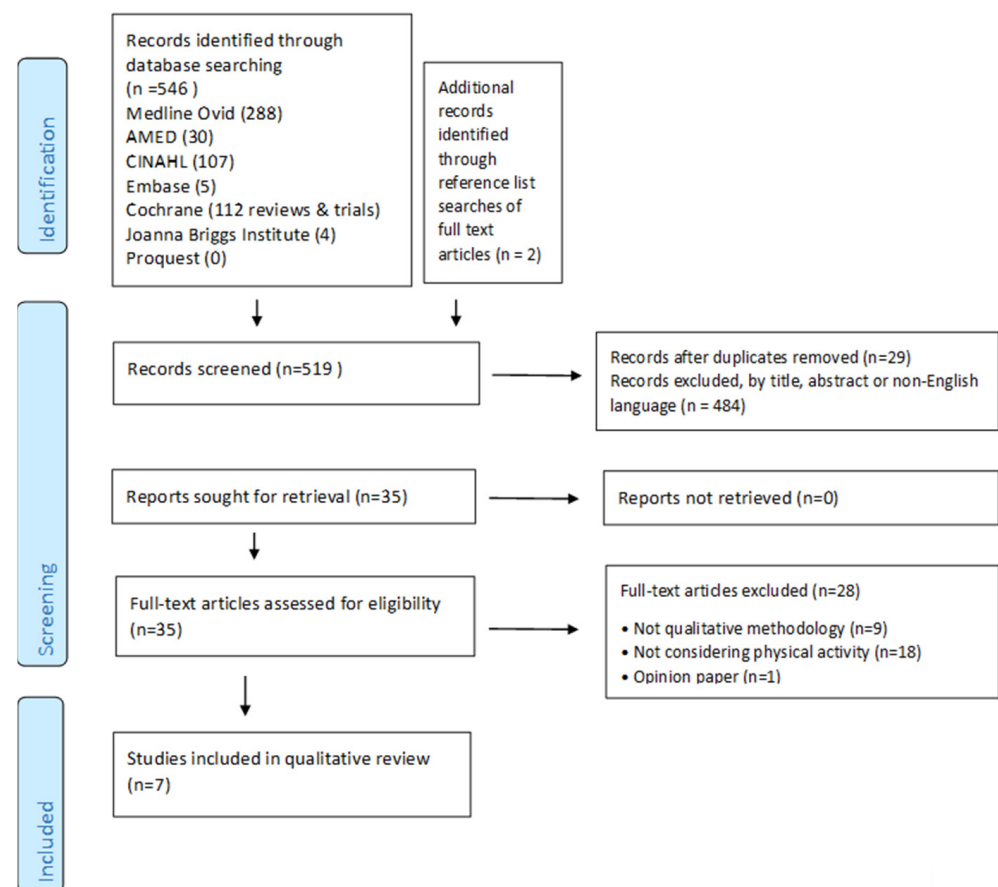 Identification
Records identified through
database searching
(n =546 )
Medline Ovid (288)
AMED (30)
CINAHL (107)
Embase (5)
Cochrane (112 reviews & trials)
Joanna Briggs Institute (4)
Proquest (0)
Additional
records
identified
through
reference list
searches of
full text
articles (n = 2)
Screening
Records screened (n=519 )
Records after duplicates removed (n=29)
Records excluded, by title, abstract or non-English
language (n = 484)
Reports sought for retrieval (n=35)
Reports not retrieved (n=0)
Full-text articles assessed for eligibility
(n=35)
Full-text articles excluded (n=28)
• Not qualitative methodology (n=9)
• Not considering physical activity (n=18)
• Opinion paper (n=1)
Included
Studies included in qualitative review
(n=7)